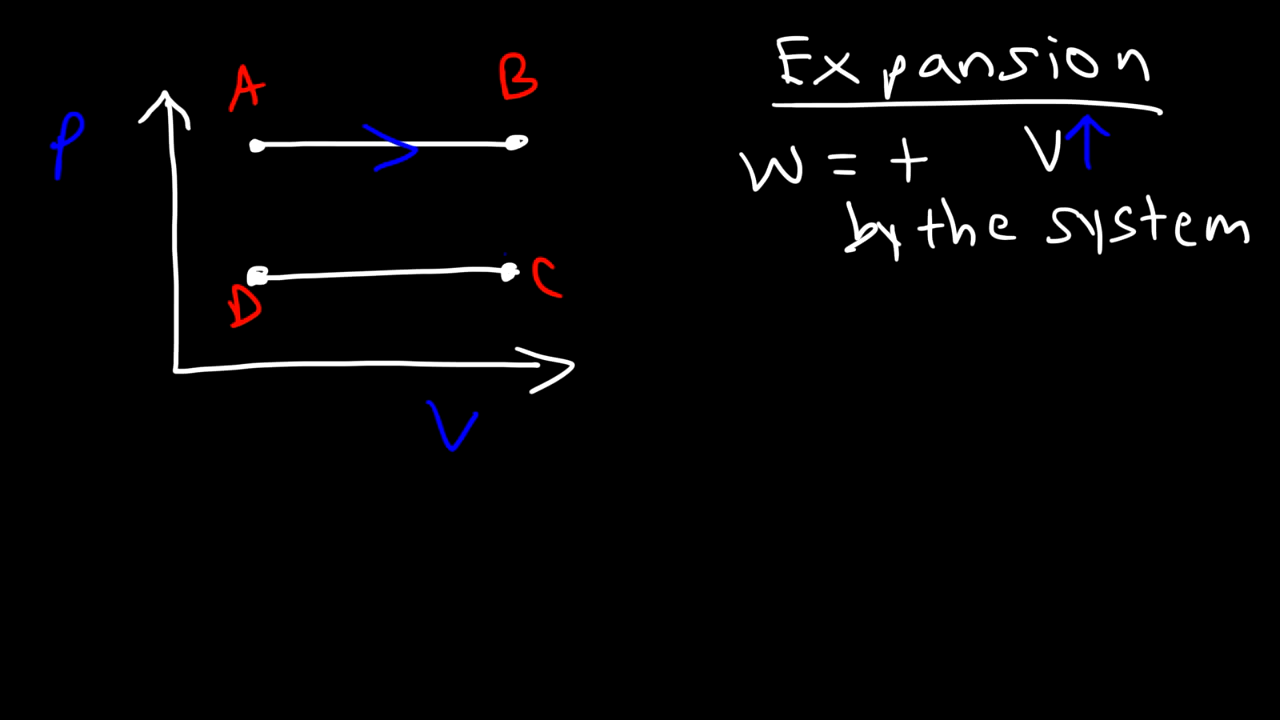 A
B
P
D
C
V
Expansion
W = + V↑
by the system